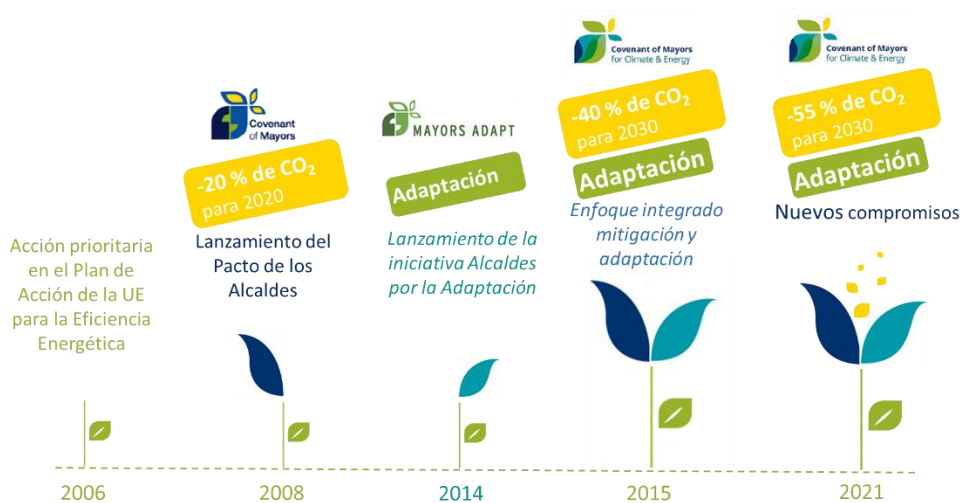 Acción prioritaria
en el Plan de
Acción de la UE
para la Eficiencia
Energética
2006
Covenant
of Mayors
-20 % de CO₂
para 2020
Lanzamiento del
Pacto de los
Alcaldes
2008
MAYORS ADAPT
Adaptación
Lanzamiento de la
iniciativa Alcaldes
por la Adaptación
2014
Covenant of Mayors
for Climate & Energy
-40 % de CO₂
para 2030
Adaptación
Enfoque integrado
mitigación y
adaptación
2015
Covenant of Mayors
for Climate & Energy
-55 % de CO₂
para 2030
Adaptación
Nuevos compromisos
2021